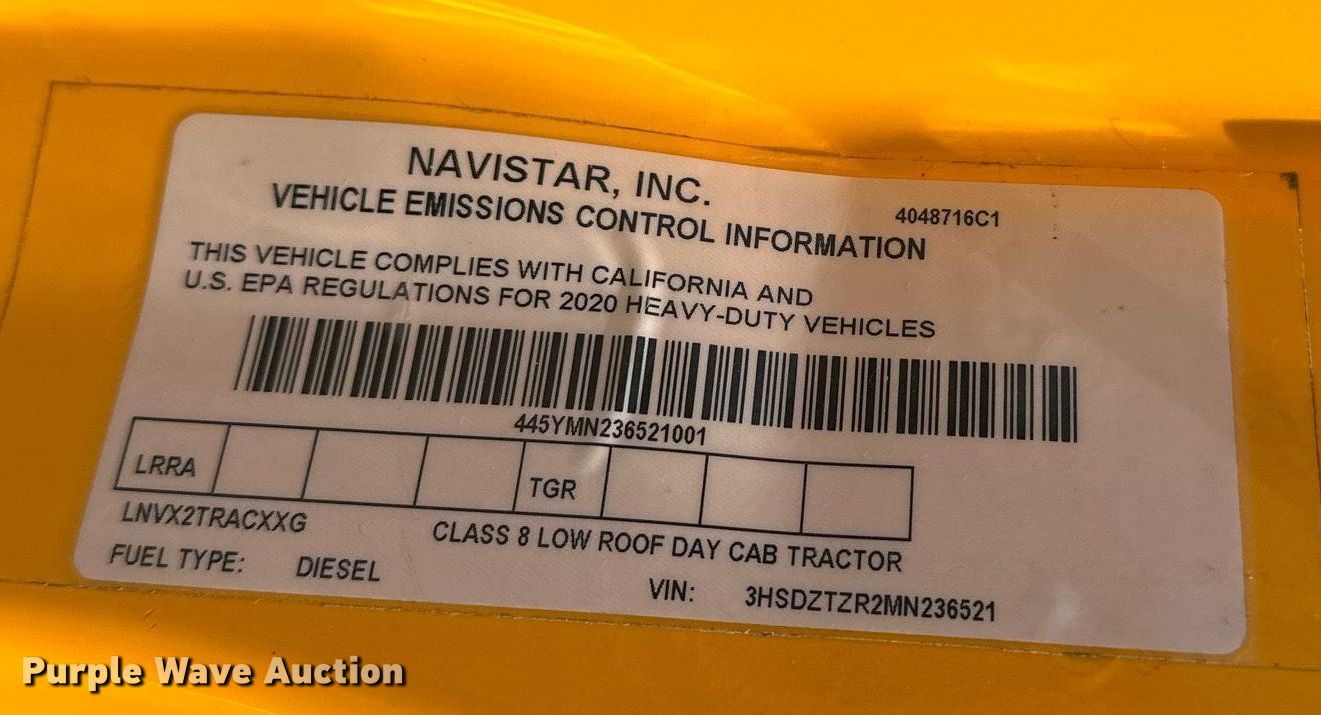 NAVISTAR, INC.
4048716C1
VEHICLE EMISSIONS CONTROL INFORMATION
THIS VEHICLE COMPLIES WITH CALIFORNIA AND
U.S. EPA REGULATIONS FOR 2020 HEAVY-DUTY VEHICLES
445YMN236521001
LRRA TGR
LNVX2TRACXXG CLASS 8 LOW ROOF DAY CAB TRACTOR
FUEL TYPE: DIESEL VIN: 3HSDZTZR2MN236521
Purple Wave Auction